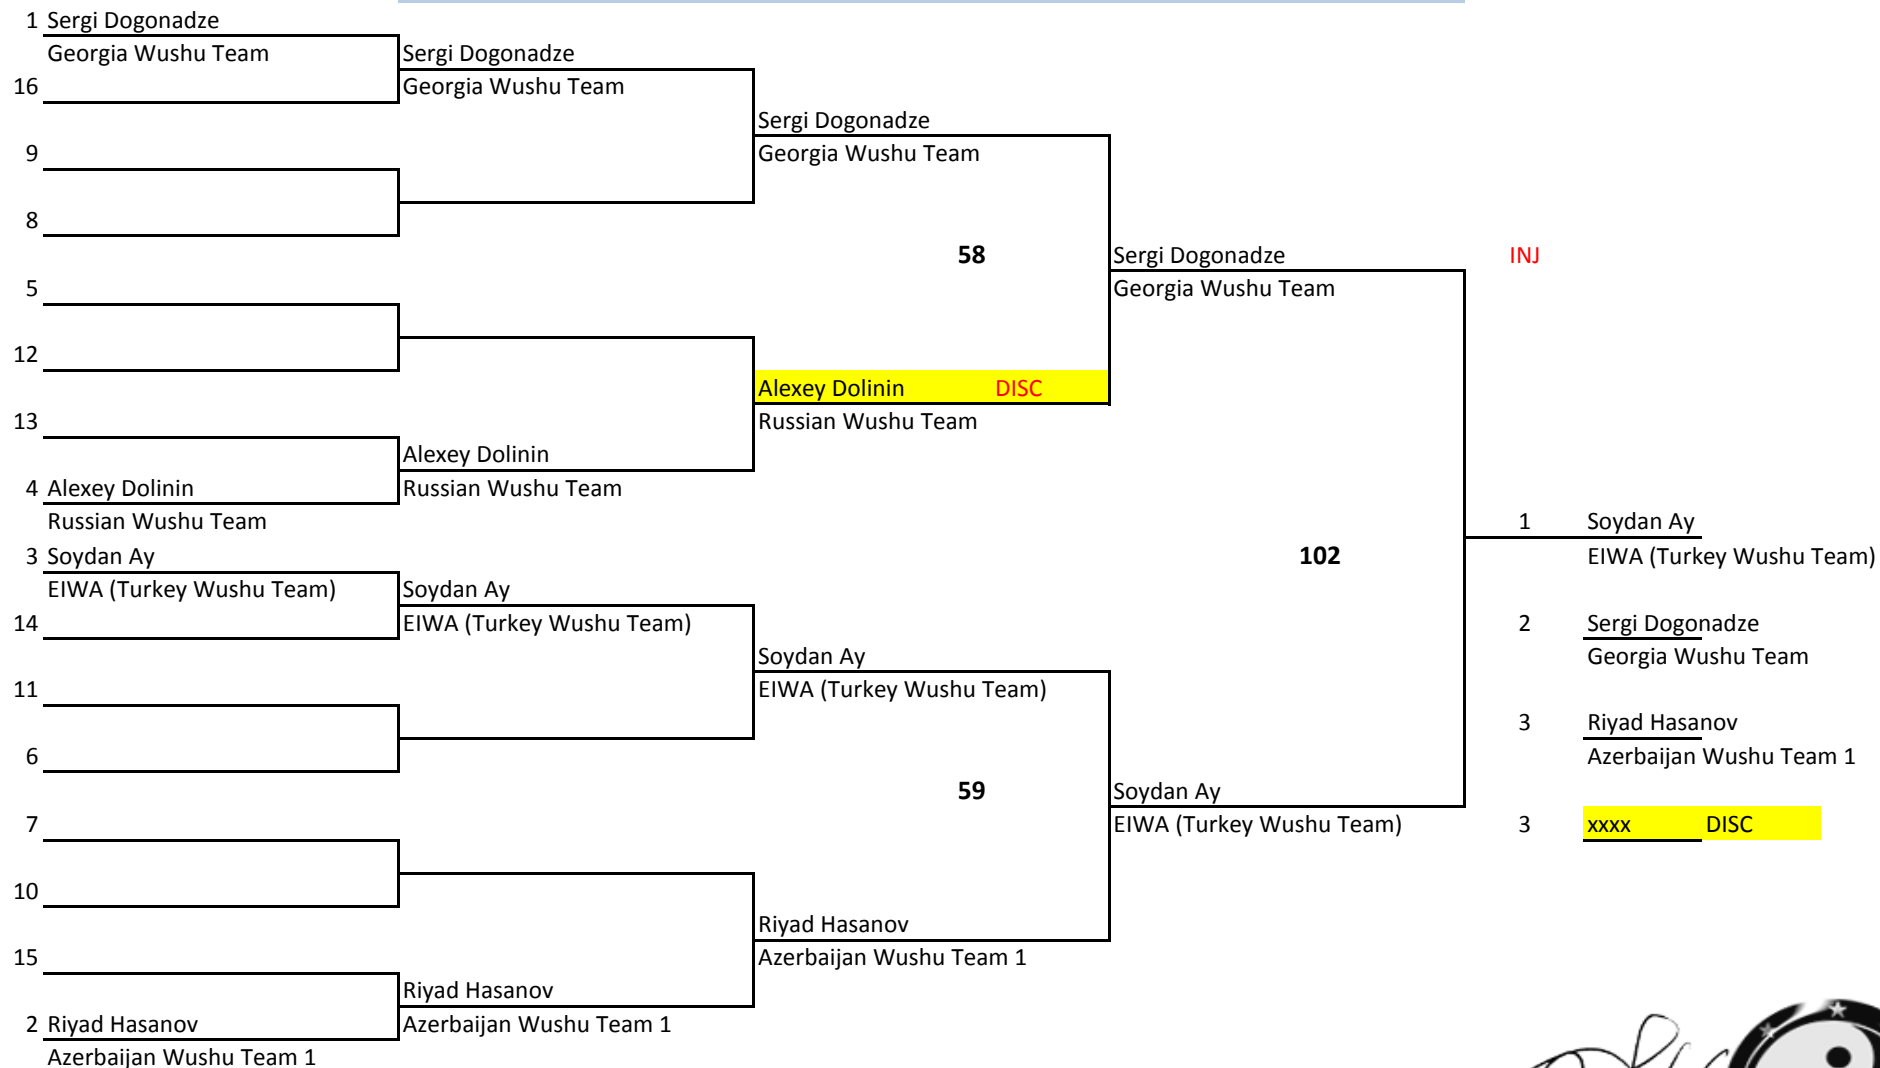 1 Sergi Dogonadze
Georgia Wushu Team
Sergi Dogonadze
16
Georgia Wushu Team
Sergi Dogonadze
9
Georgia Wushu Team
8
58
Sergi Dogonadze
INJ
5
Georgia Wushu Team
12
Alexey Dolinin DISC
13
Russian Wushu Team
Alexey Dolinin
4 Alexey Dolinin
Russian Wushu Team
Russian Wushu Team
1 Soydan Ay
3 Soydan Ay
102
EIWA (Turkey Wushu Team)
EIWA (Turkey Wushu Team)
Soydan Ay
14
EIWA (Turkey Wushu Team)
2 Sergi Dogonadze
Soydan Ay
Georgia Wushu Team
11
EIWA (Turkey Wushu Team)
3 Riyad Hasanov
6
Azerbaijan Wushu Team 1
59
Soydan Ay
7
EIWA (Turkey Wushu Team)
3 xxxx DISC
10
Riyad Hasanov
15
Azerbaijan Wushu Team 1
Riyad Hasanov
2 Riyad Hasanov
Azerbaijan Wushu Team 1
Azerbaijan Wushu Team 1